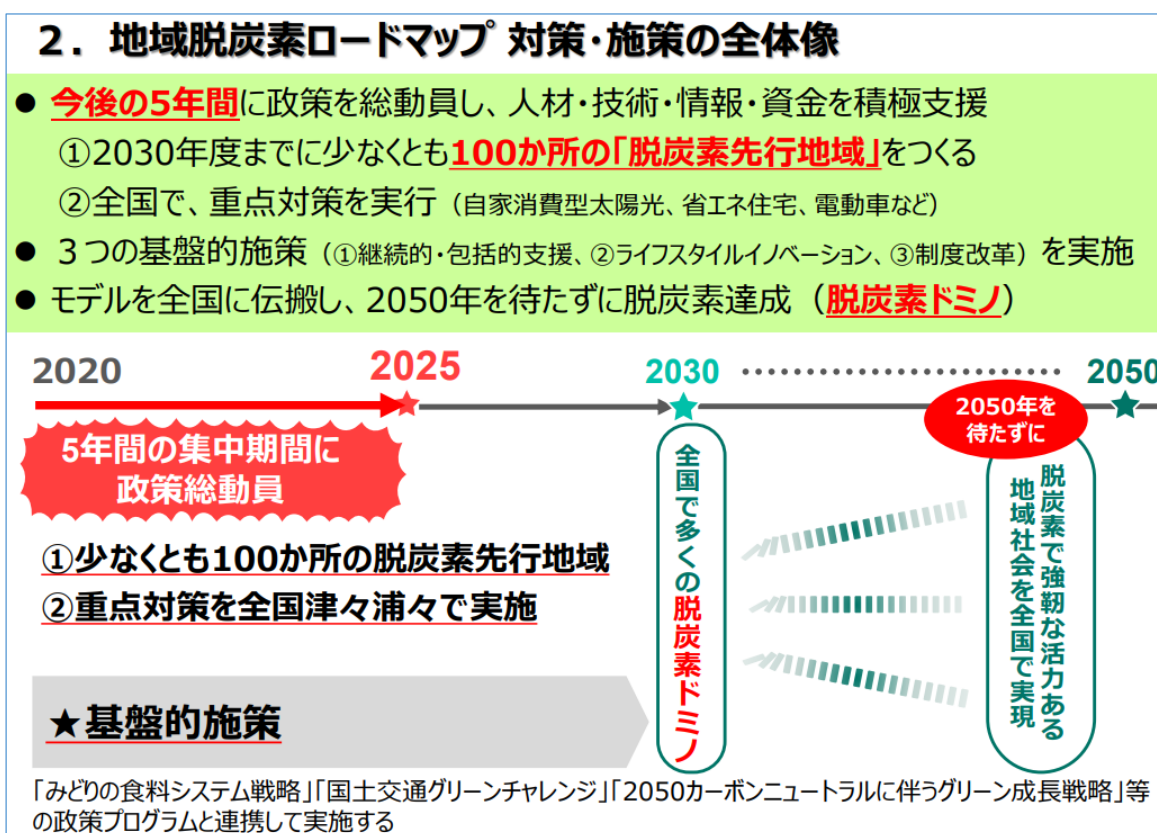 ２．地域脱炭素ロードマップ 対策・施策の全体像
● 今後の5年間に政策を総動員し、人材・技術・情報・資金を積極支援
①2030年度までに少なくとも100か所の「脱炭素先行地域」をつくる
②全国で、重点対策を実行（自家消費型太陽光、省エネ住宅、電動車など）
● ３つの基盤的施策（①継続的・包括的支援、②ライフスタイルイノベーション、③制度改革）を実施
● モデルを全国に伝搬し、2050年を待たずに脱炭素達成（脱炭素ドミノ）
2020
2025
2030
2050
5年間の集中期間に
政策総動員
①少なくとも100か所の脱炭素先行地域
②重点対策を全国津々浦々で実施
★基盤的施策
全国で多くの脱炭素ドミノ
2050年を
待たずに
脱炭素で強靭な活力ある
地域社会を全国で実現
「みどりの食料システム戦略」「国土交通グリーンチャレンジ」「2050カーボンニュートラルに伴うグリーン成長戦略」等
の政策プログラムと連携して実施する